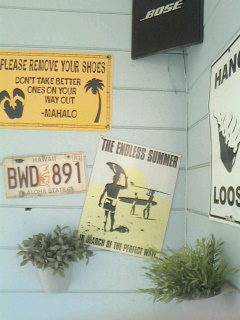 BOSE
PLEASE REMOVE YOUR SHOES
DON'T TAKE BETTER
ONES ON YOUR
WAY OUT
-MAHALO
HANG
LOOS
HAWAII
BWD 891
ALOHA STATE
THE ENDLESS SUMMER
IN SEARCH OF THE PERFECT WAVE